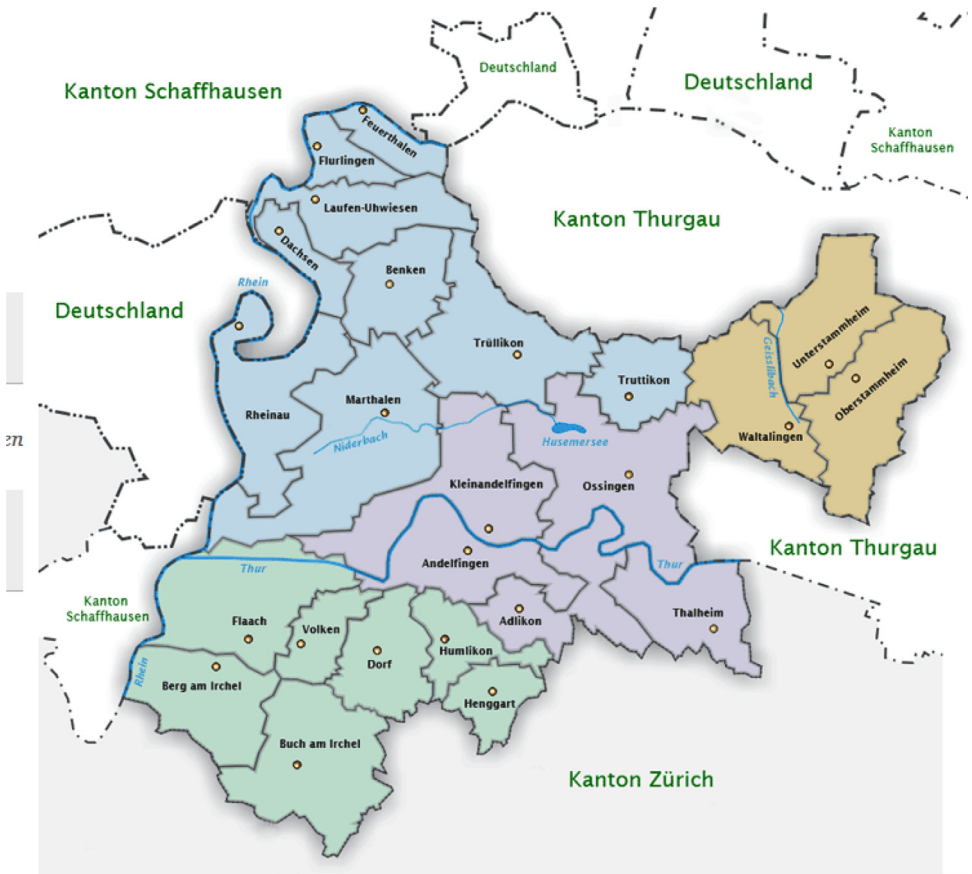 Deutschland
Deutschland
Kanton Schaffhausen
Feuerthalen
Kanton
Schaffhausen
Flurlingen
Laufen-Uhwiesen
Kanton Thurgau
Dachsen
Benken
Rhein
Deutschland
Trüllikon
Unterstammheim
Geisslibach
Oberstammheim
Truttikon
Marthalen
Rheinau
Niderbach
Husemersee
Waltalingen
en
Kleinandelfingen
Ossingen
Kanton Thurgau
Andelfingen
Thur
Thur
Kanton
Schaffhausen
Thalheim
Flaach
Volken
Adlikon
Humlikon
Dorf
Rhein
Berg am Irchel
Henggart
Buch am Irchel
Kanton Zürich